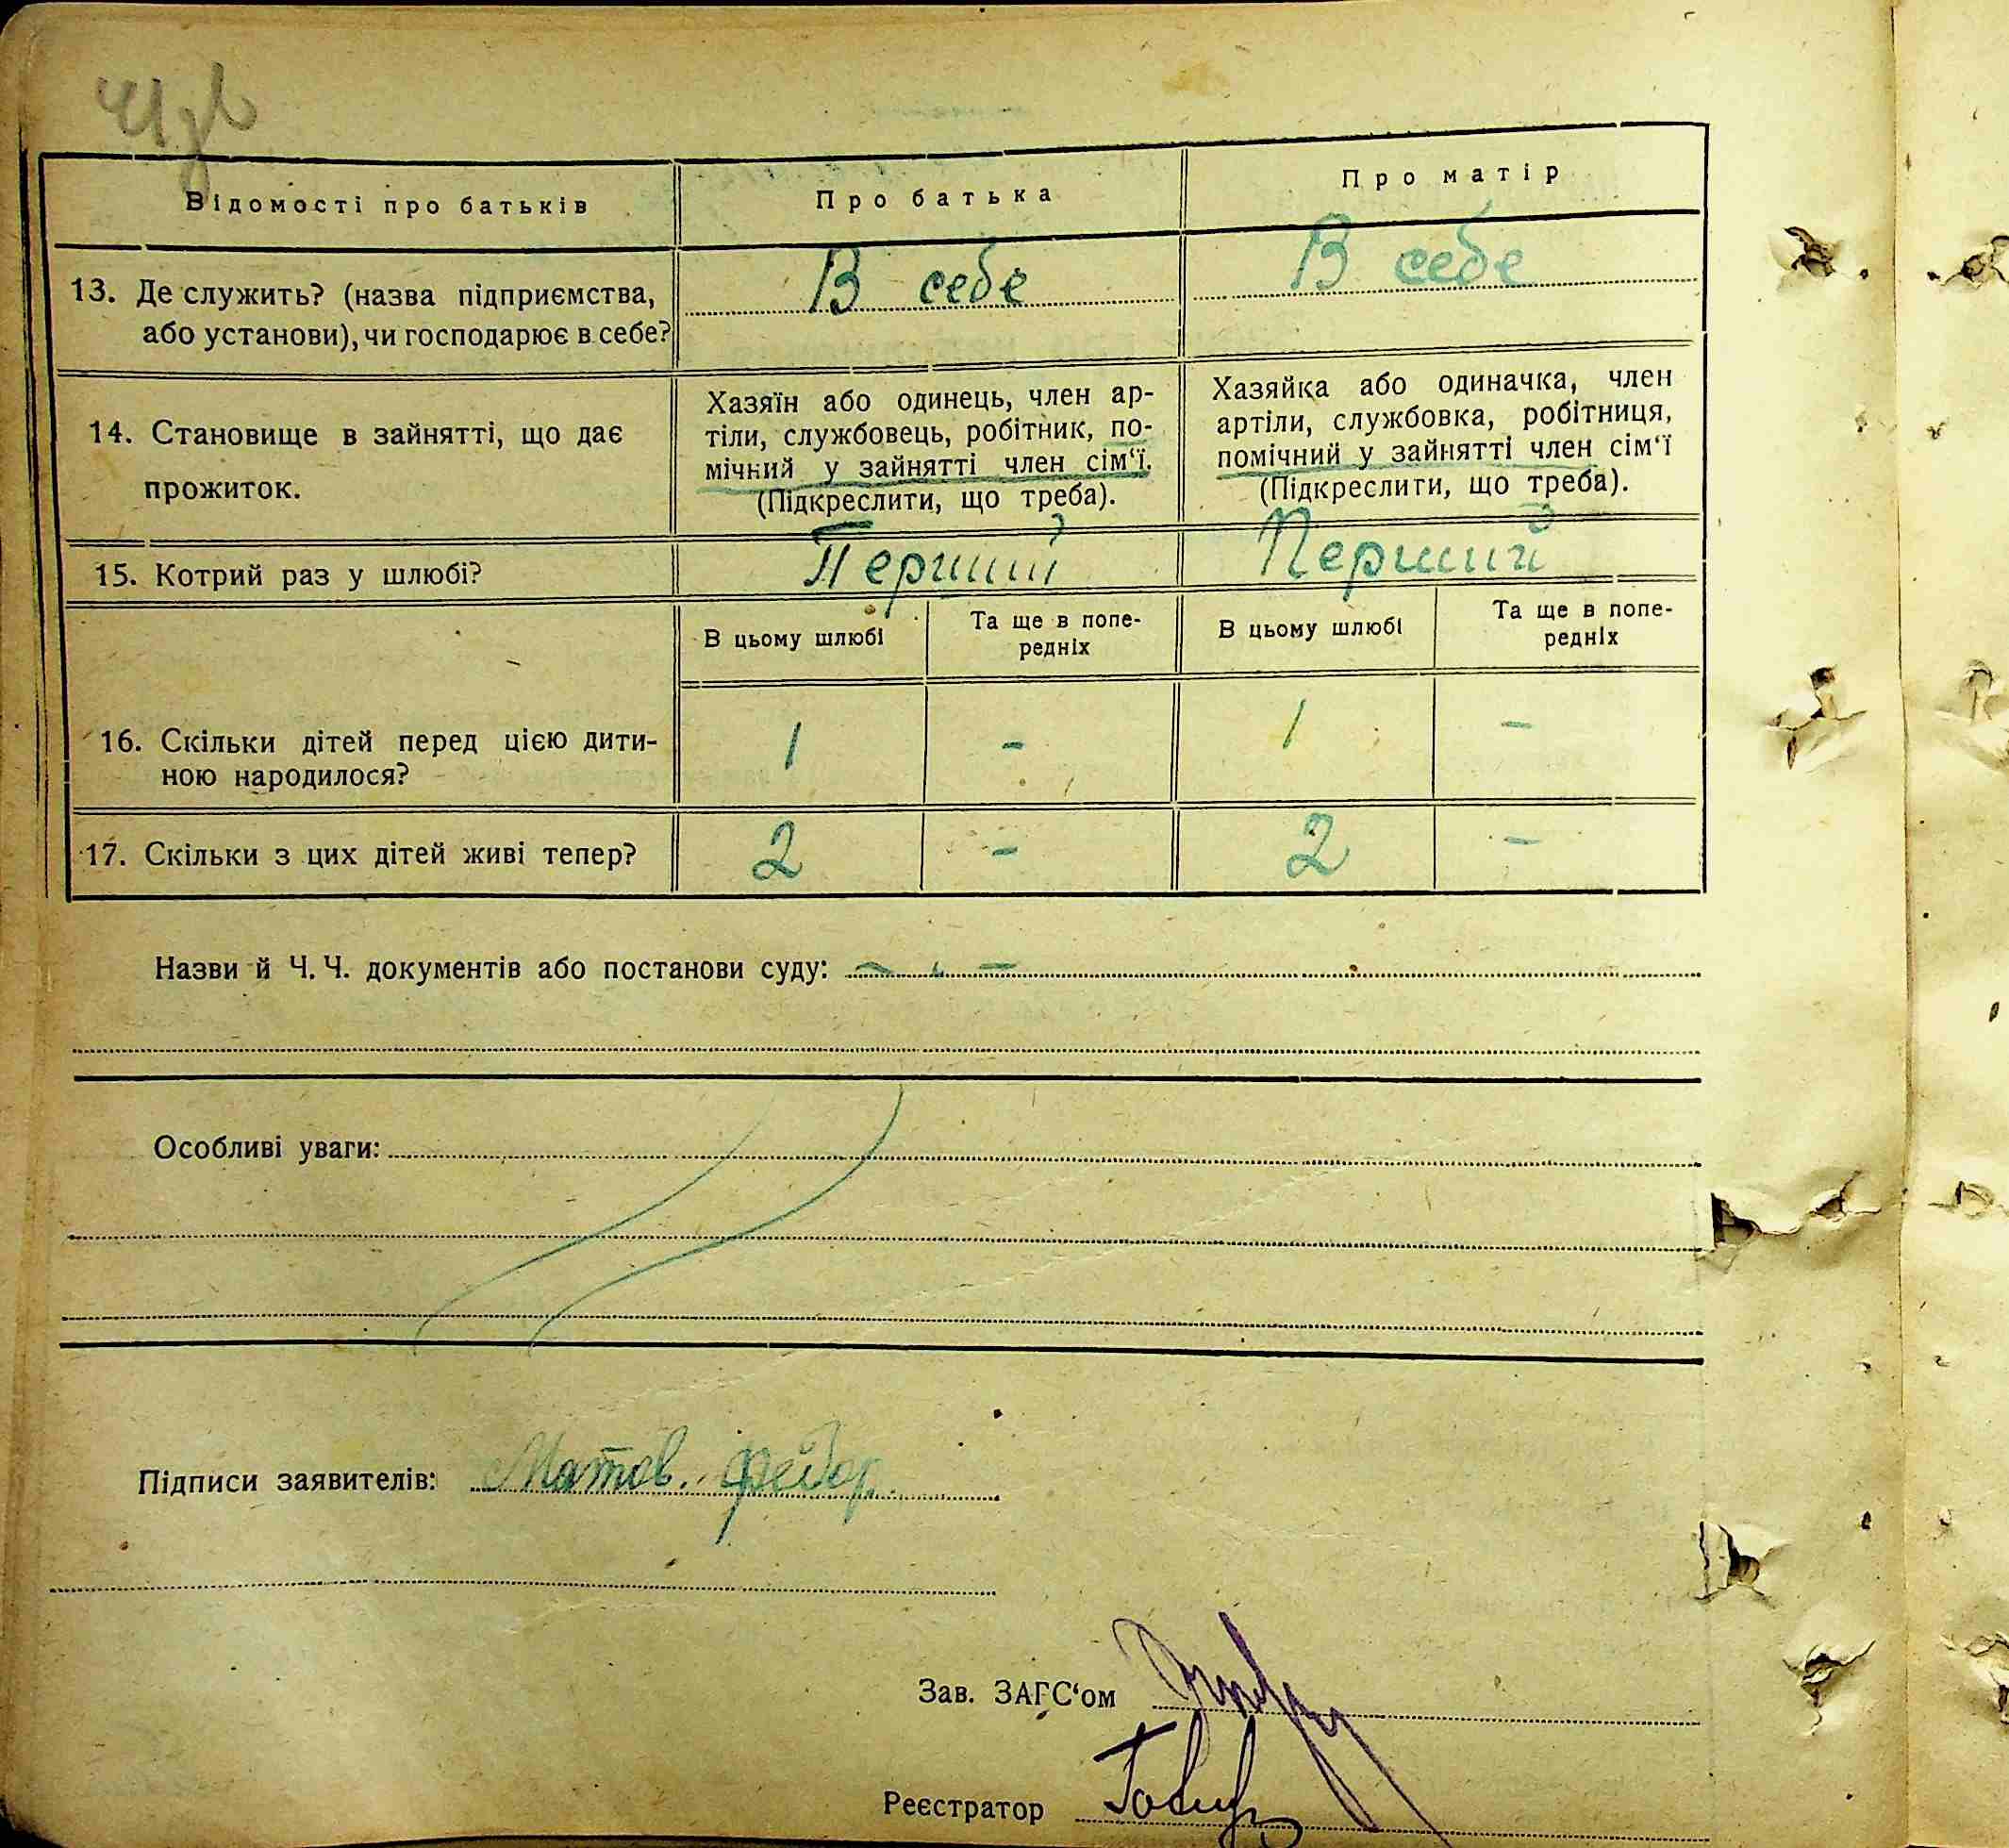 Відомості про батьків
Про батька
Про матір
13. Де служить? (назва підприємства,
або установи), чи господарює в себе?
В себе
В себе
14. Становище в зайнятті, що дає
прожиток.
Хазяїн або одинець, член ар-
тіли, службовець, робітник, по-
мічний у зайнятті член сім‘ї.
(Підкреслити, що треба).
Хазяйка або одиначка, член
артіли, службовка, робітниця,
помічний у зайнятті член сім‘ї
(Підкреслити, що треба).
15. Котрий раз у шлюбі?
Перший
Перший
В цьому шлюбі
Та ще в попе-
редніх
В цьому шлюбі
Та ще в попе-
редніх
16. Скільки дітей перед цією дити-
ною народилося?
1
-
1
-
17. Скільки з цих дітей живі тепер?
2
-
2
-
Назви й Ч. Ч. документів або постанови суду:
Особливі уваги:
Підписи заявителів: Матов. Федор.
Зав. ЗАГС‘ом
Реєстратор